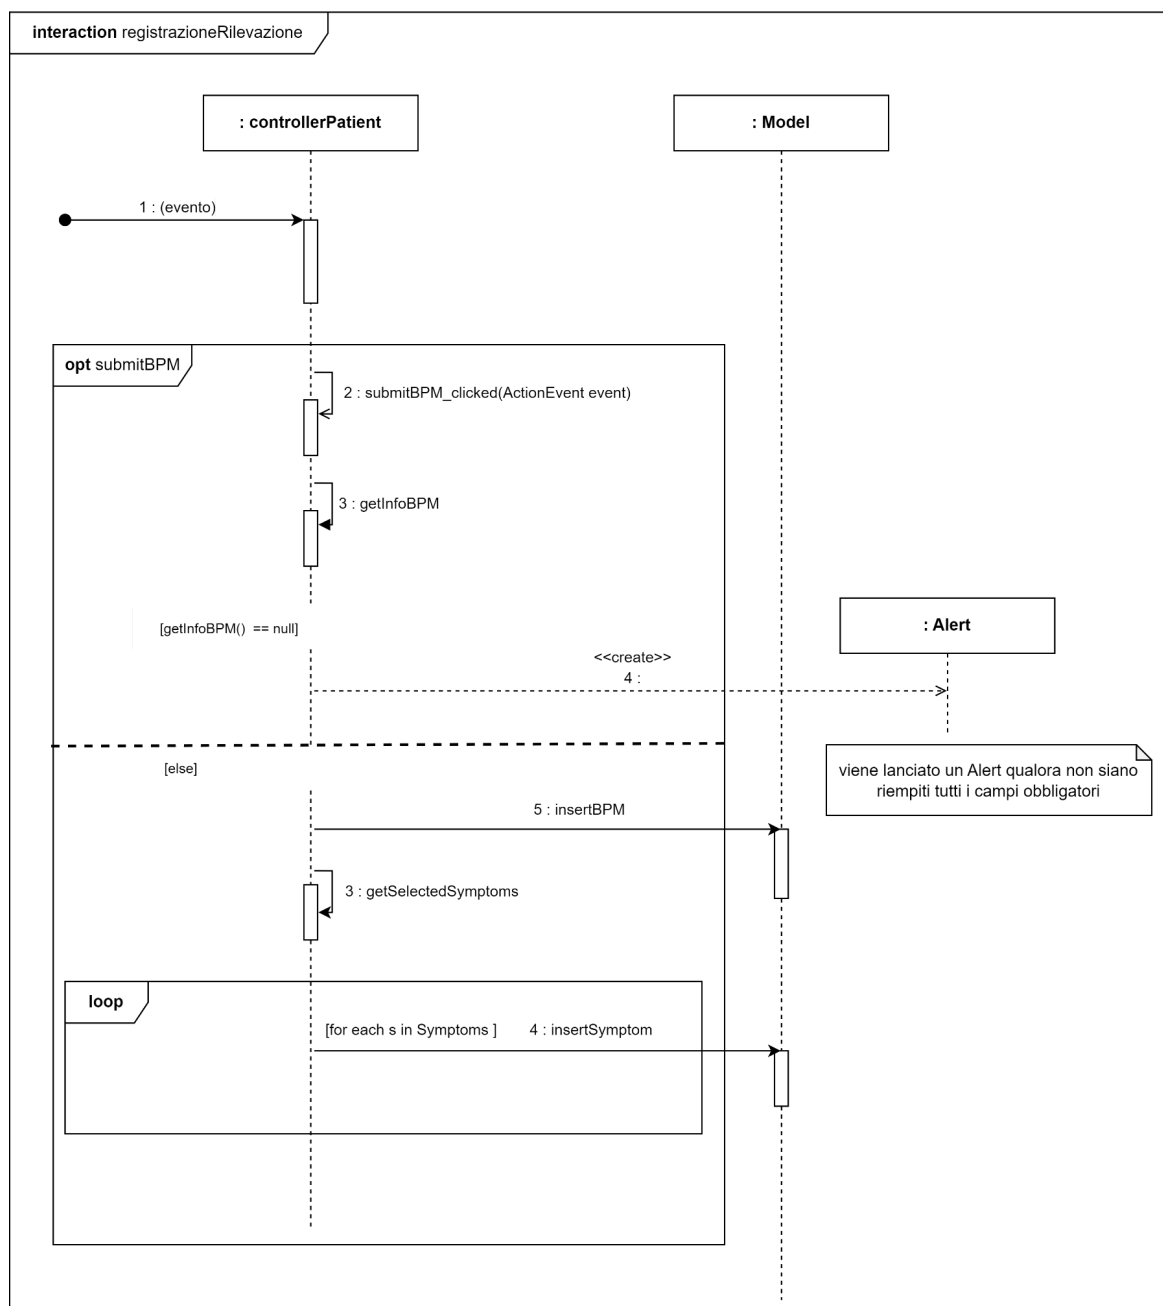 interaction registrazioneRilevazione
: controllerPatient
: Model
1 : (evento)
opt submitBPM
2 : submitBPM_clicked(ActionEvent event)
3 : getInfoBPM
[getInfoBPM()  == null]
: Alert
<<create>>
4 :
[else]
viene lanciato un Alert qualora non siano
riempiti tutti i campi obbligatori
5 : insertBPM
3 : getSelectedSymptoms
loop
[for each s in Symptoms ]
4 : insertSymptom